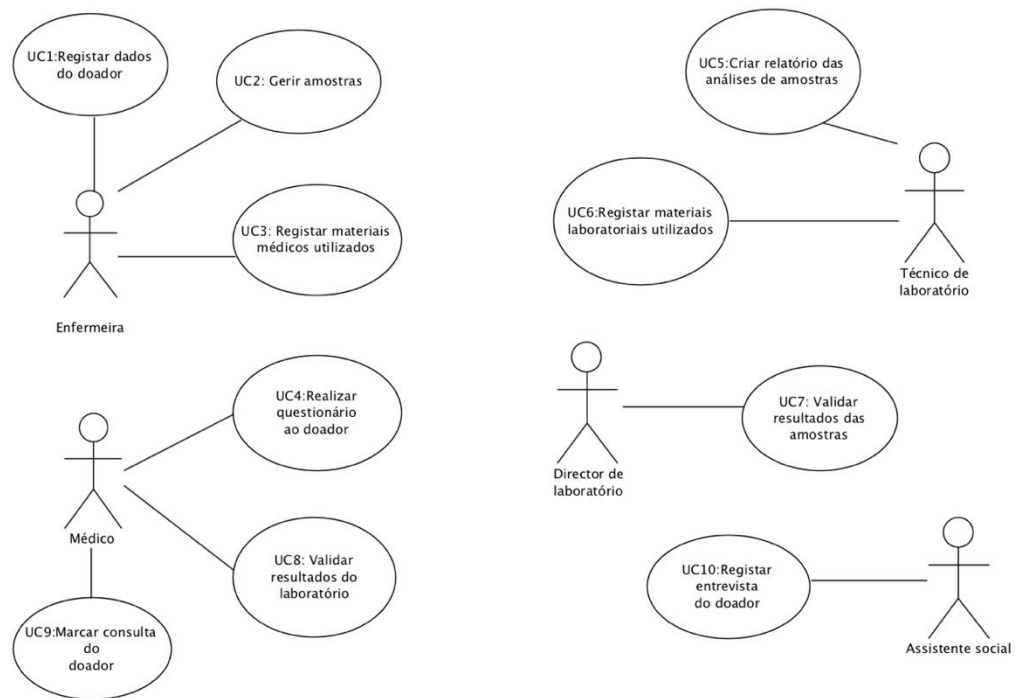 UC1:Registar dados
do doador
UC2: Gerir amostras
UC3: Registar materiais
médicos utilizados
Enfermeira
UC4:Realizar
questionário
ao doador
Médico
UC8: Validar
resultados do
laboratório
UC9:Marcar consulta
do
doador
UC5:Criar relatório das
análises de amostras
UC6:Registar materiais
laboratoriais utilizados
Técnico de
laboratório
UC7: Validar
resultados das
amostras
Director de
laboratório
UC10:Registar
entrevista
do doador
Assistente social